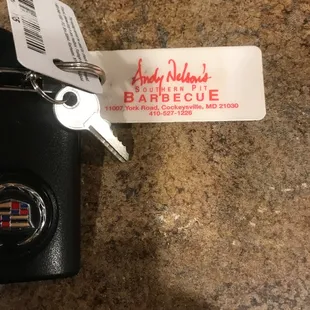 Andy Nelson's
SOUTHERN PIT
BARBECUE
11007 York Road, Cockeysville, MD 21030
410-527-1226